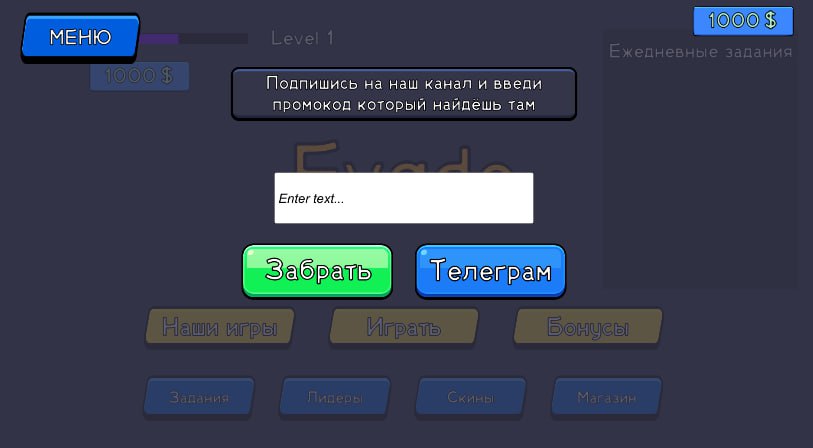 МЕНЮ
Level 1
1000 $
1000 $
Ежедневные задания
Подпишись на наш канал и введи
промокод который найдешь там
Evade
Enter text...
Забрать
Телеграм
Наши игры
Играть
Бонусы
Задания
Лидеры
Скины
Магазин